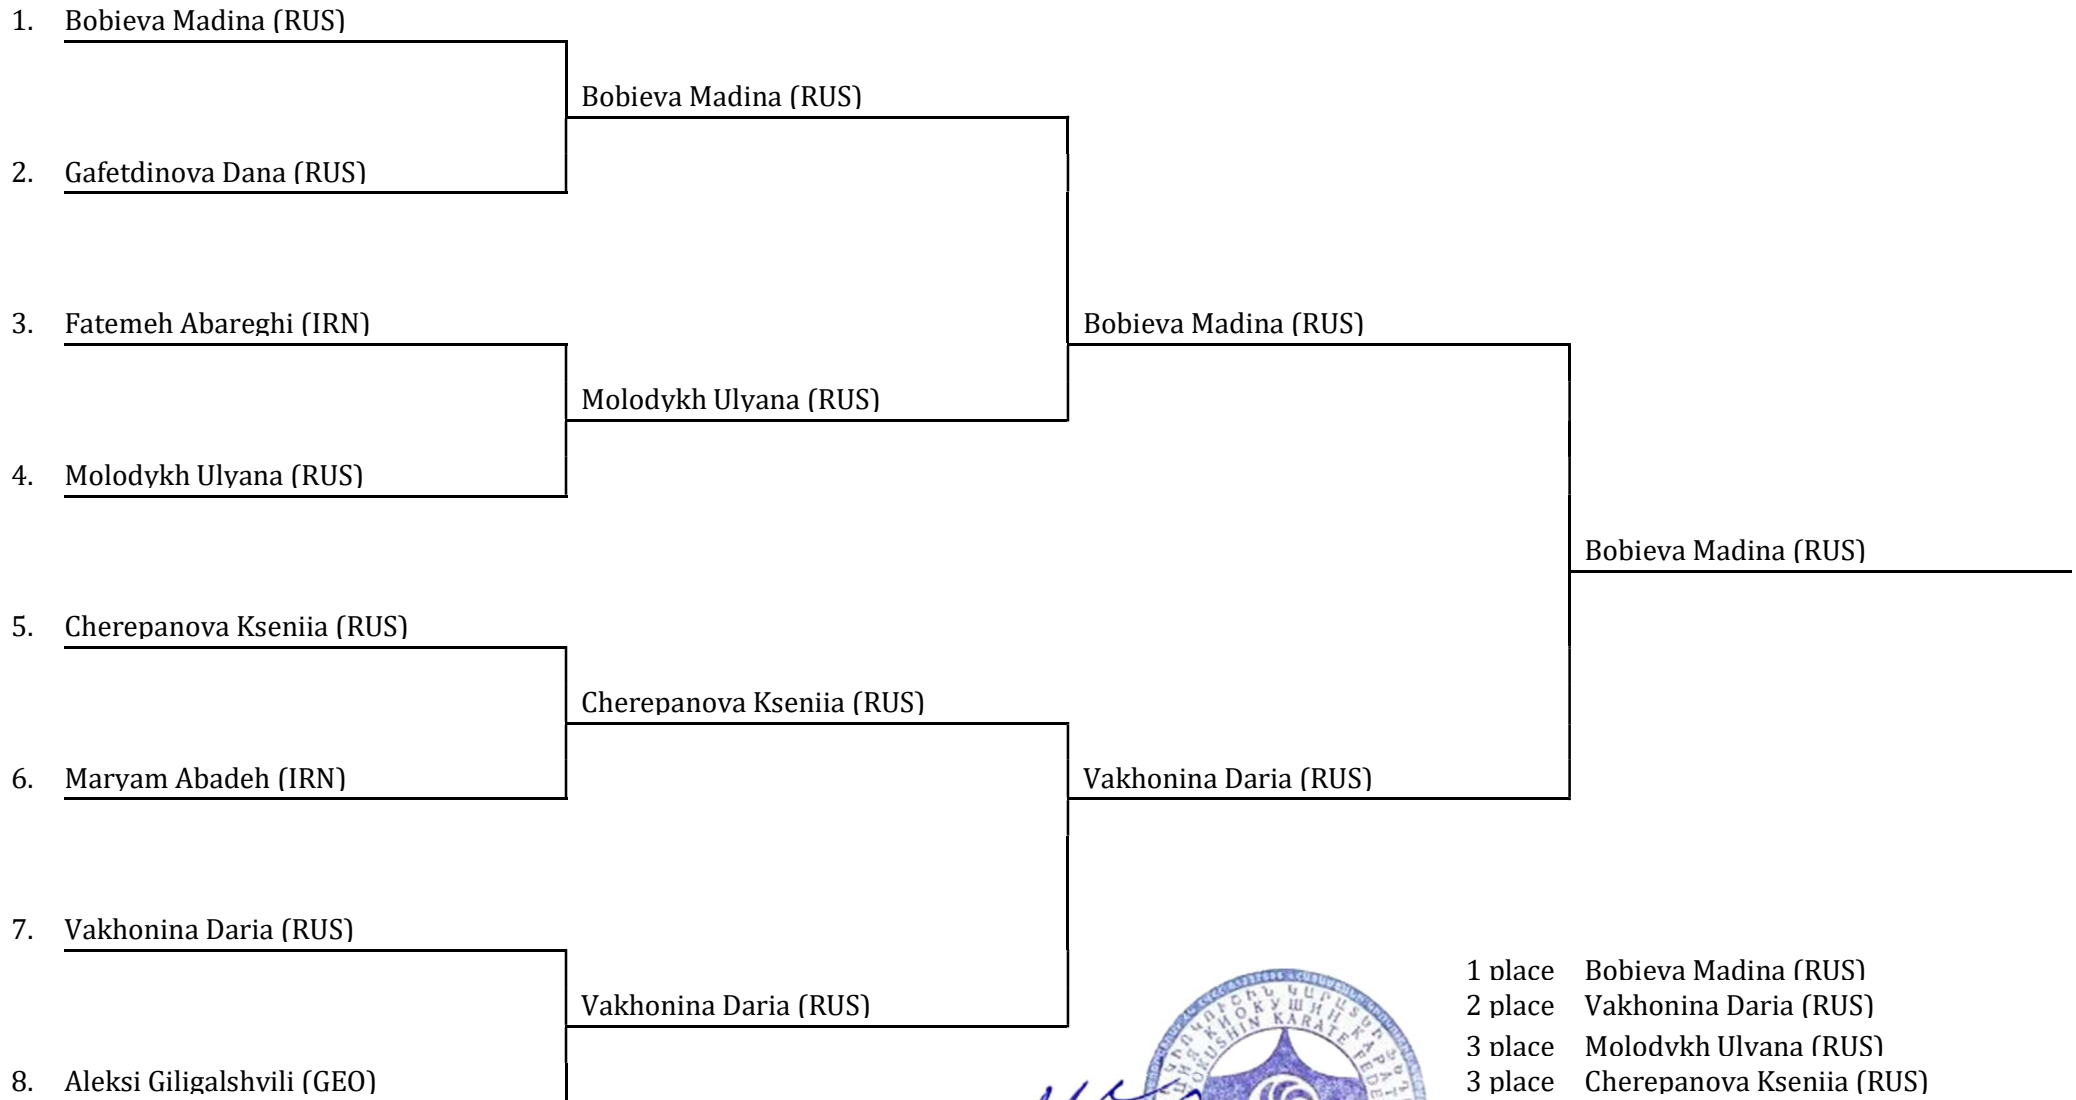 1. Bobieva Madina (RUS)
Bobieva Madina (RUS)
2. Gafetdinova Dana (RUS)
3. Fatemeh Abareghi (IRN)
Bobieva Madina (RUS)
Molodykh Ulyana (RUS)
4. Molodykh Ulyana (RUS)
Bobieva Madina (RUS)
5. Cherepanova Kseniia (RUS)
Cherepanova Kseniia (RUS)
6. Maryam Abadeh (IRN)
Vakhonina Daria (RUS)
7. Vakhonina Daria (RUS)
Vakhonina Daria (RUS)
8. Aleksi Giligalshvili (GEO)
1 place Bobieva Madina (RUS)
2 place Vakhonina Daria (RUS)
3 place Molodykh Ulyana (RUS)
3 place Cherepanova Kseniia (RUS)
КИОКУШИН
KARATE